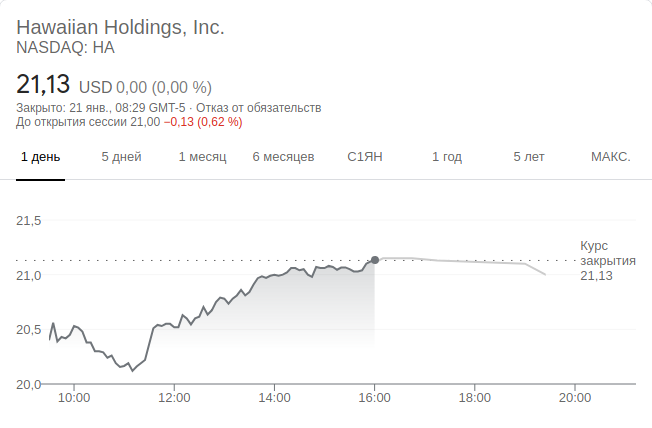 Hawaiian Holdings, Inc.
NASDAQ: HA
21,13 USD 0,00 (0,00 %)
Закрыто: 21 янв., 08:29 GMT-5 · Отказ от обязательств
До открытия сессии 21,00 −0,13 (0,62 %)
1 день 5 дней 1 месяц 6 месяцев С1ЯН 1 год 5 лет МАКС.
21,5
Курс
закрытия
21,13
21,0
20,5
20,0
10:00 12:00 14:00 16:00 18:00 20:00